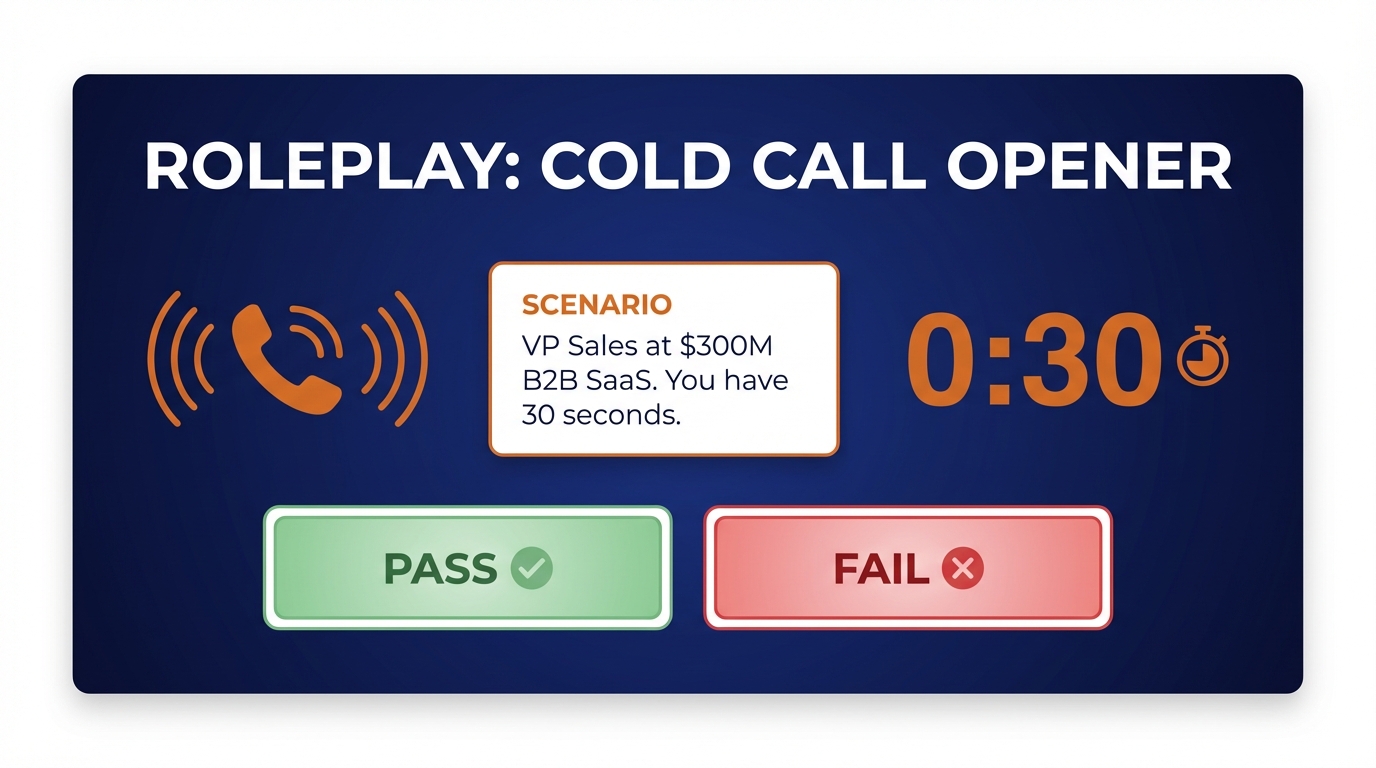 ROLEPLAY: COLD CALL OPENER
SCENARIO
VP Sales at $300M
B2B SaaS. You have
30 seconds.
0:30
PASS
FAIL